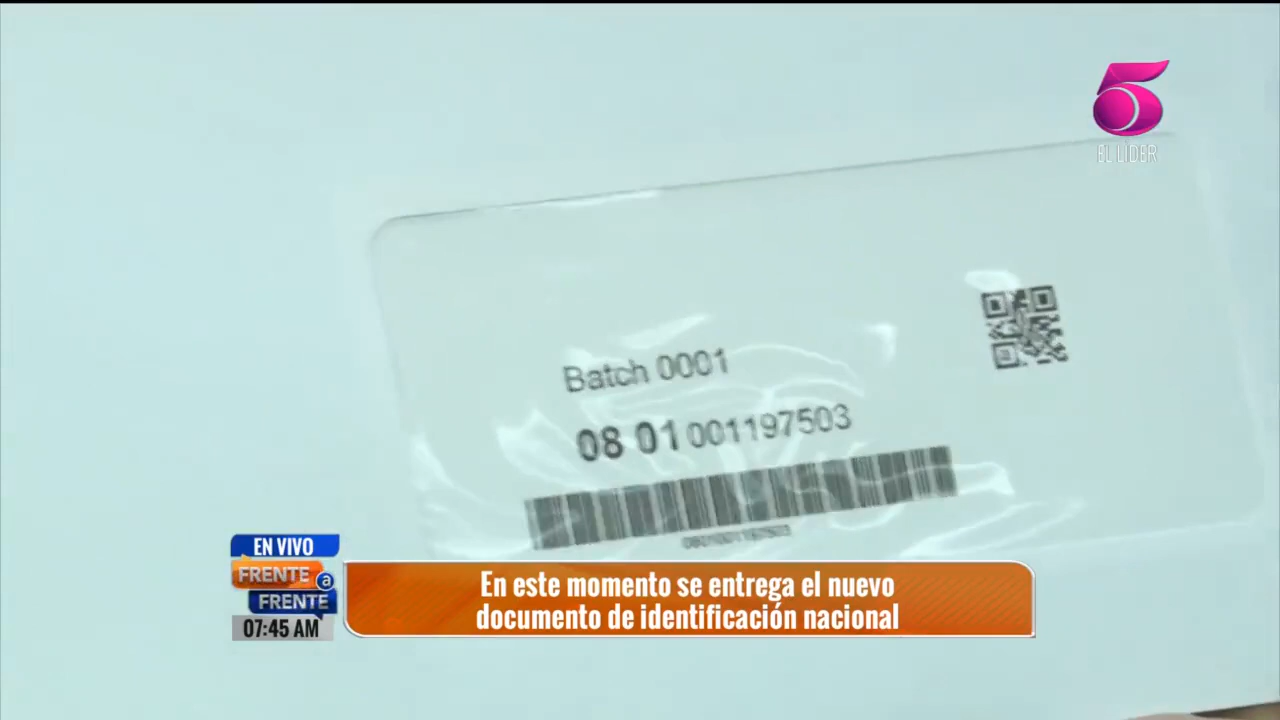 5
EL LIDER
Batch 0001
08 01 001197503
EN VIVO
FRENTE a
FRENTE
07:45 AM
En este momento se entrega el nuevo
documento de identificación nacional